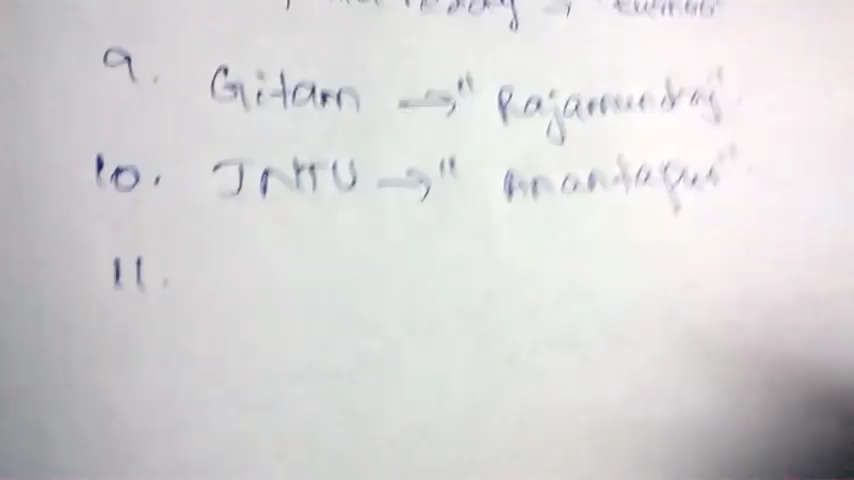 9. Gitam → "Rajamundry"
10. JNTU → " Anantapur"
11.